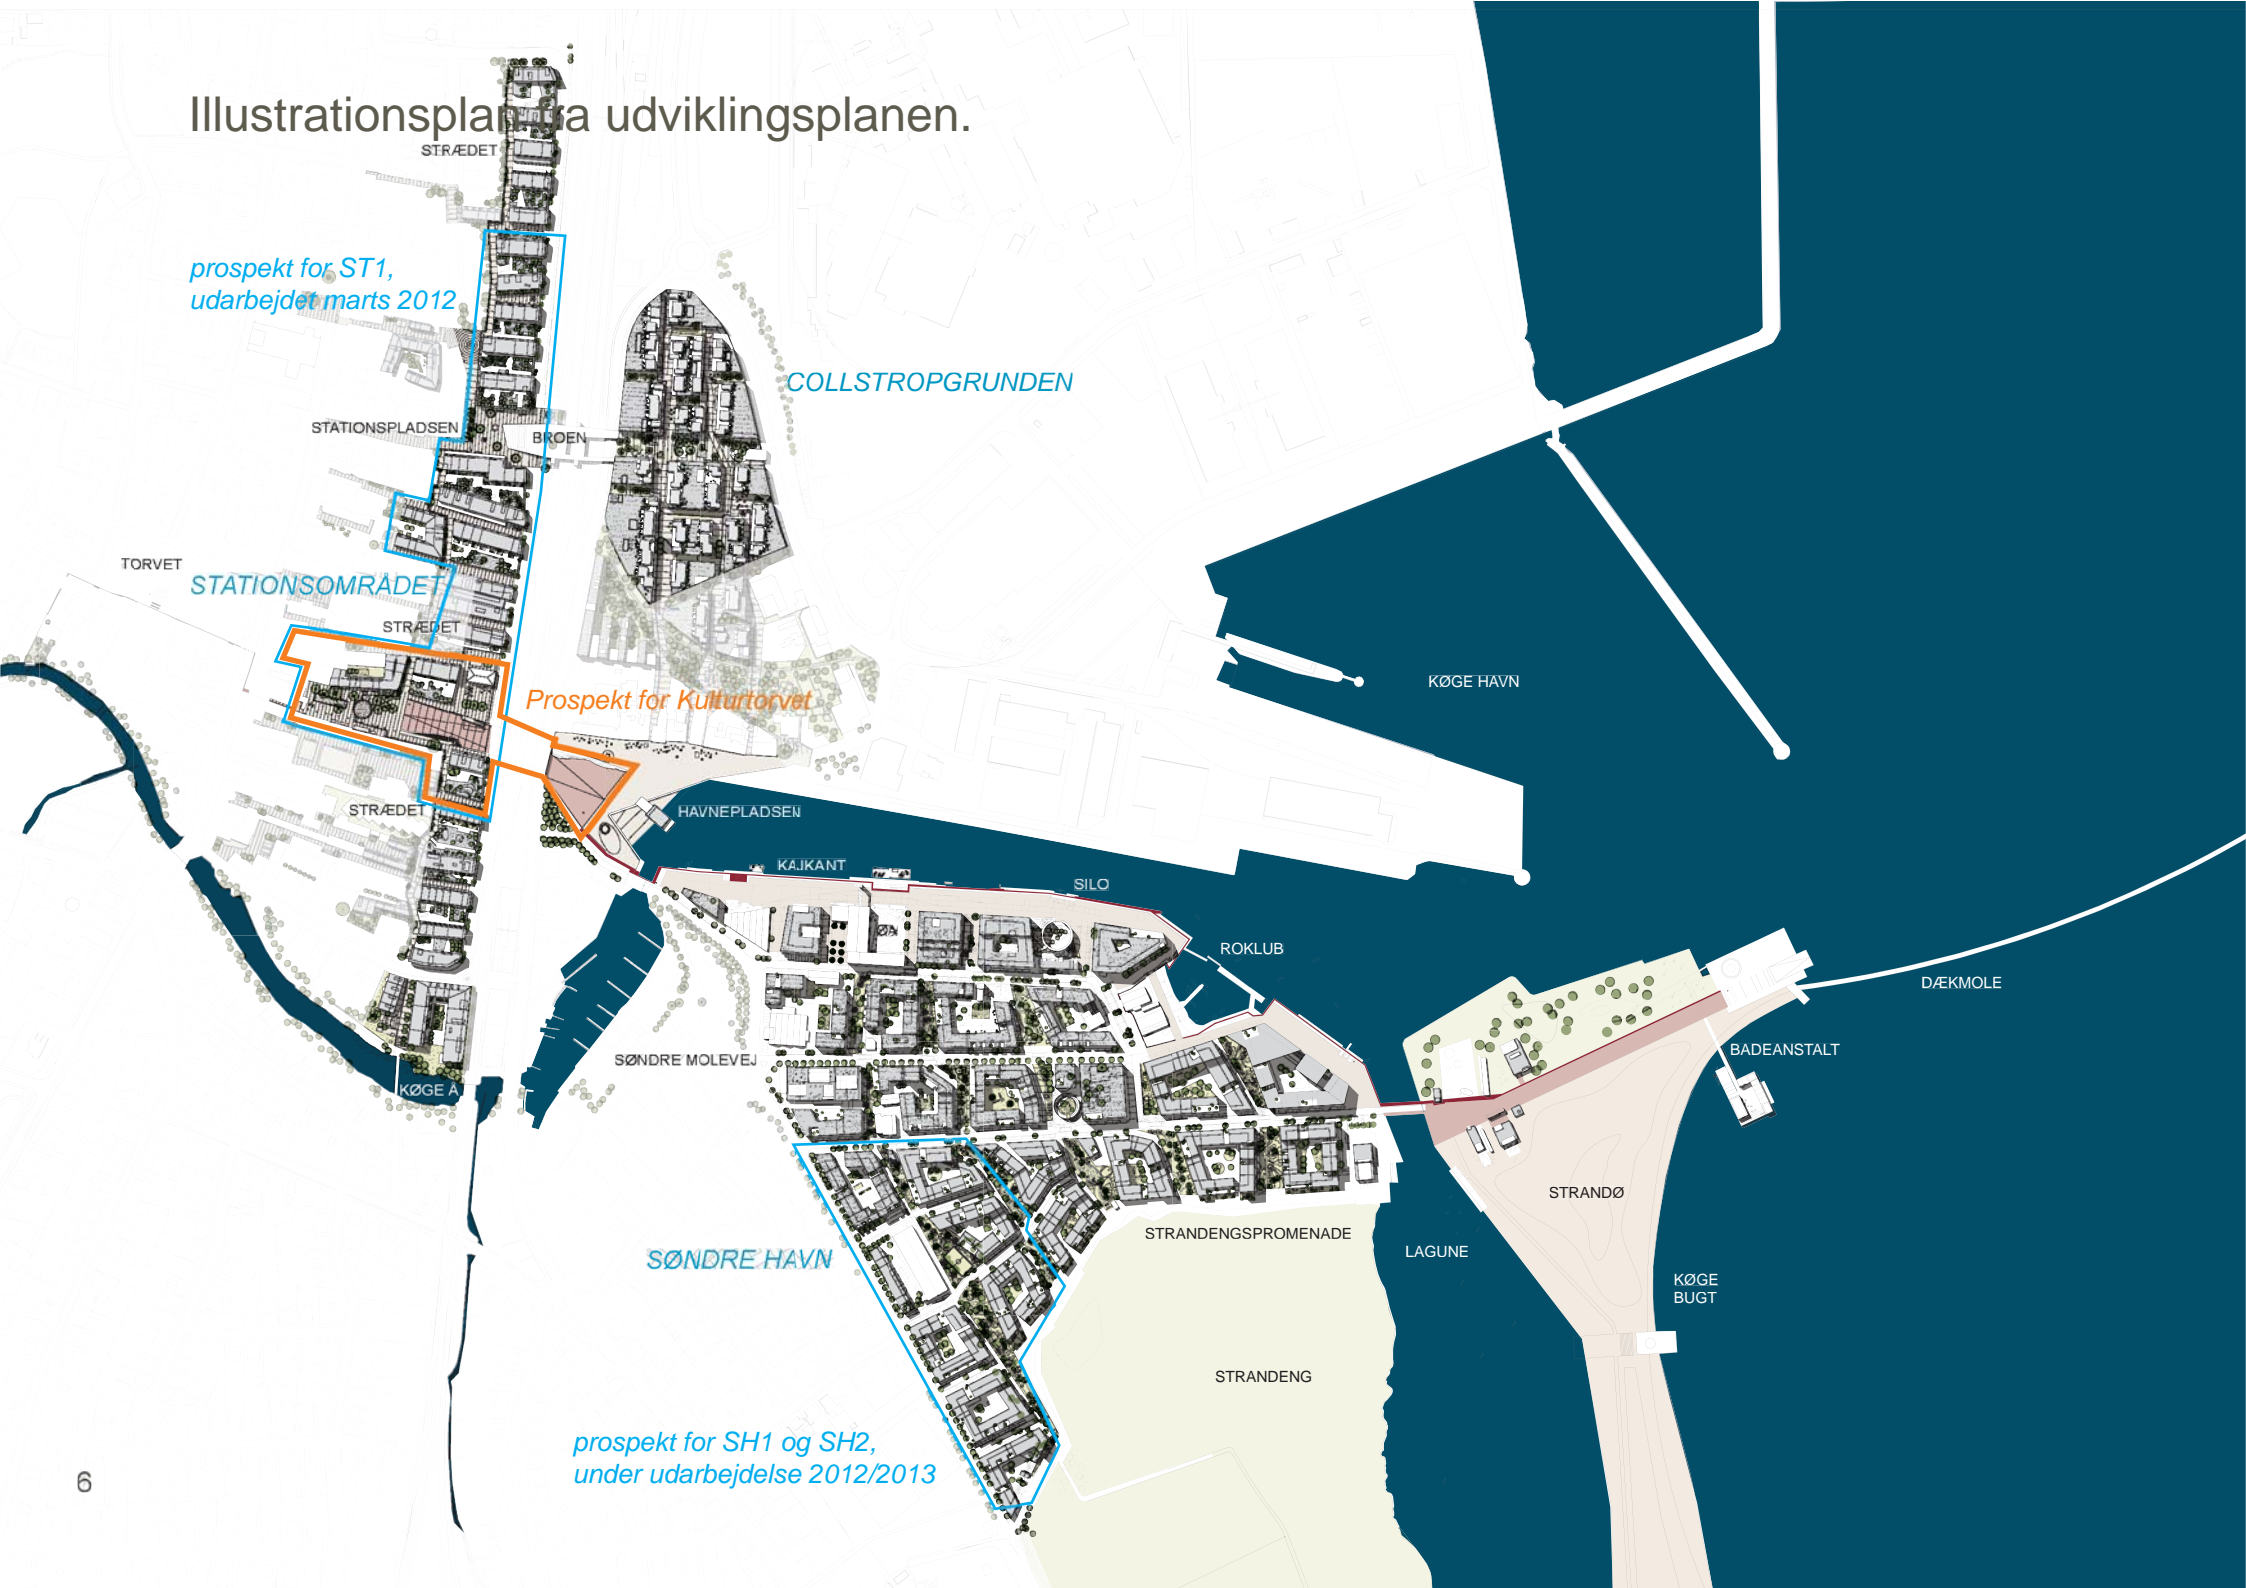 Illustrationsplan fra udviklingsplanen.
STRÆDET
prospekt for ST1,
udarbejdet marts 2012
COLLSTROPGRUNDEN
STATIONSPLADSEN
BROEN
TORVET
STATIONSOMRÅDET
STRÆDET
Prospekt for Kulturtorvet
KØGE HAVN
STRÆDET
HAVNEPLADSEN
KAJKANT
SILO
ROKLUB
DÆKMOLE
SØNDRE MOLEVEJ
BADEANSTALT
KØGE Å
STRANDØ
STRANDENGSPROMENADE
LAGUNE
SØNDRE HAVN
KØGE
BUGT
STRANDENG
prospekt for SH1 og SH2,
under udarbejdelse 2012/2013
6